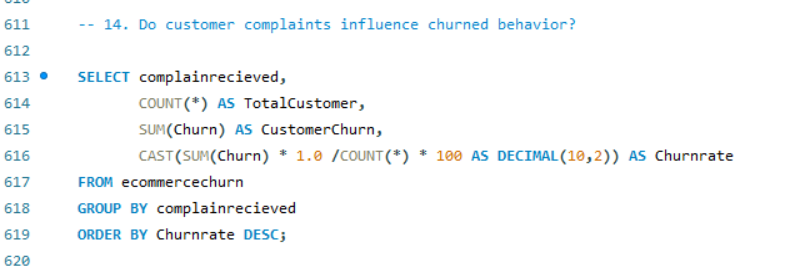 611 -- 14. Do customer complaints influence churned behavior?
612
613 SELECT complainrecieved,
614 COUNT(*) AS TotalCustomer,
615 SUM(Churn) AS CustomerChurn,
616 CAST(SUM(Churn) * 1.0 /COUNT(*) * 100 AS DECIMAL(10,2)) AS Churnrate
617 FROM ecommercechurn
618 GROUP BY complainrecieved
619 ORDER BY Churnrate DESC;
620